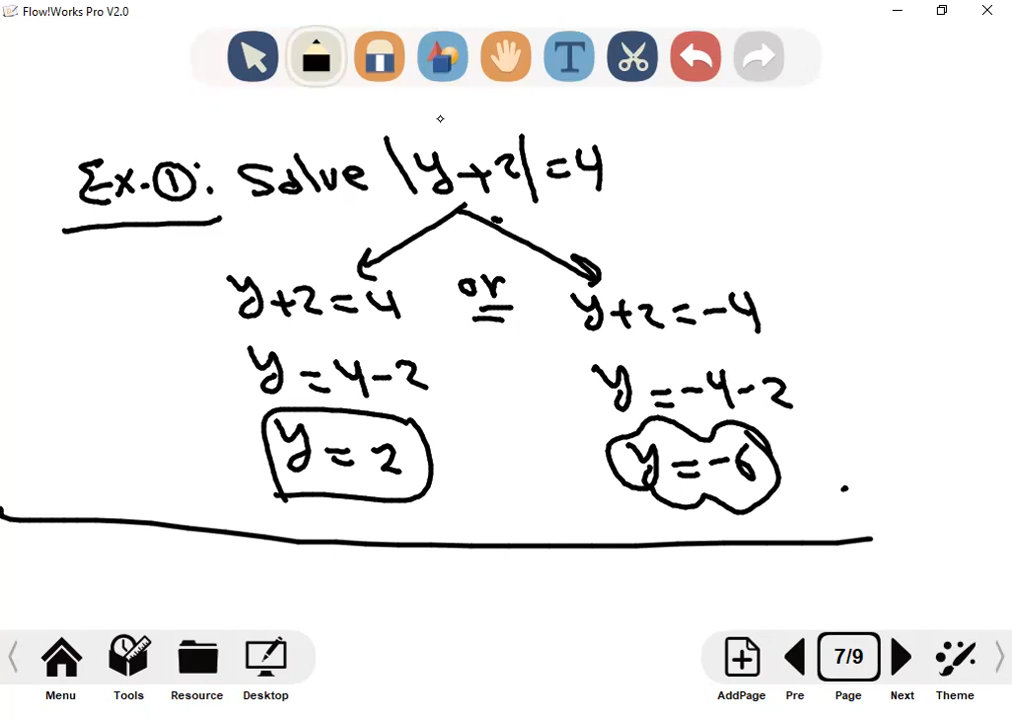 Flow!Works Pro V2.0
T
Ex.①: Solve |y+2|=4
y+2=4 or y+2=-4
y=4-2 y=-4-2
y=2 y=-6
Menu Tools Resource Desktop 7/9 AddPage Pre Page Next Theme